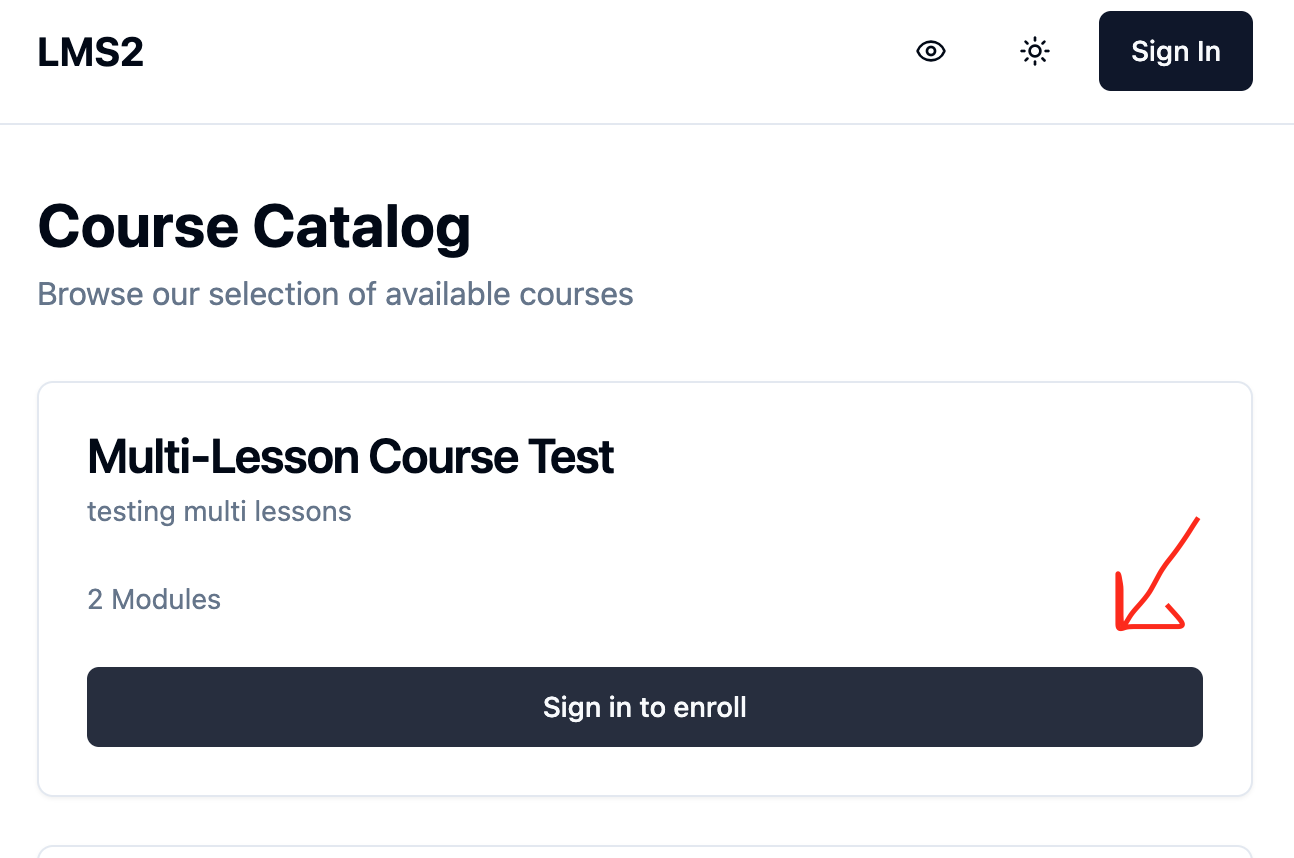 LMS2
Sign In
Course Catalog
Browse our selection of available courses
Multi-Lesson Course Test
testing multi lessons
2 Modules
Sign in to enroll